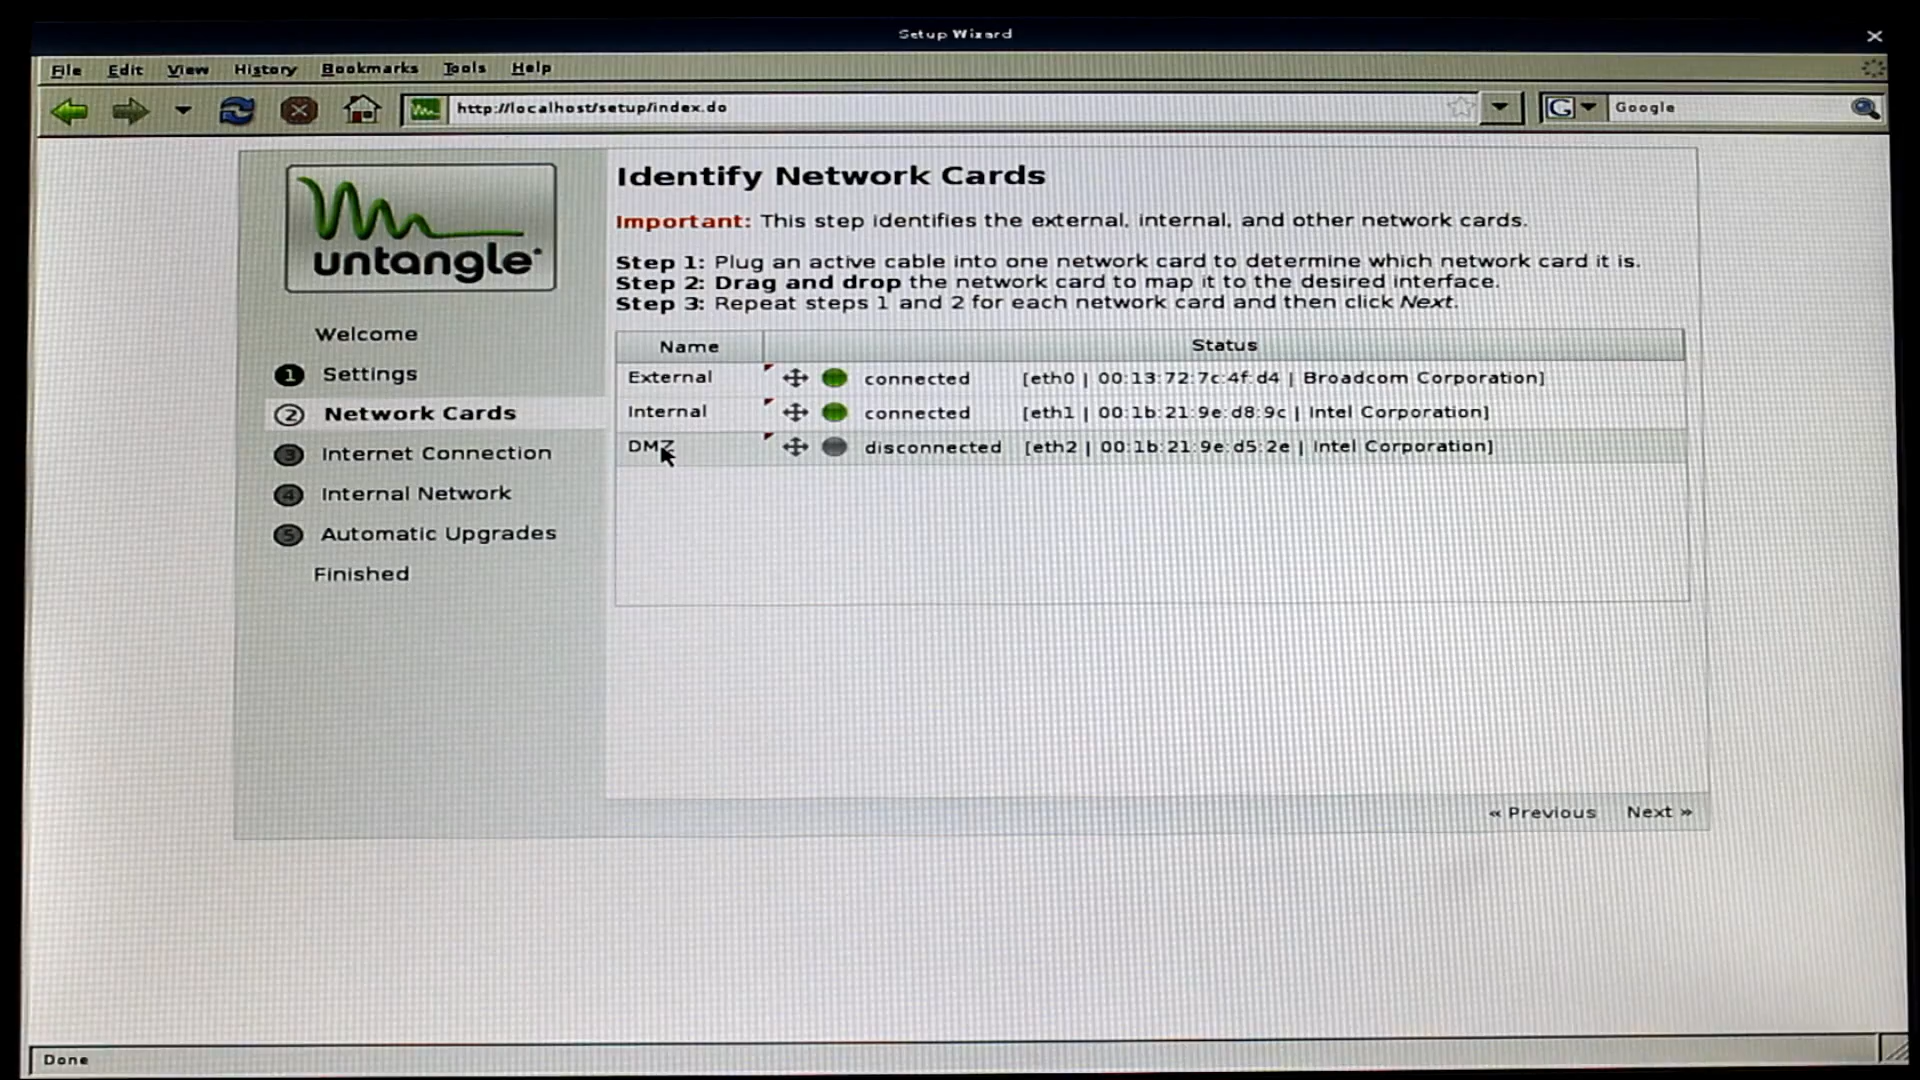 Setup Wizard
File Edit View History Bookmarks Tools Help
http://localhost/setup/index.do
Google
untangle
Identify Network Cards
Important: This step identifies the external, internal, and other network cards.
Step 1: Plug an active cable into one network card to determine which network card it is.
Step 2: Drag and drop the network card to map it to the desired interface.
Step 3: Repeat steps 1 and 2 for each network card and then click Next.
Welcome
1 Settings
2 Network Cards
3 Internet Connection
4 Internal Network
5 Automatic Upgrades
Finished
Name Status
External connected [eth0 | 00:13:72:7c:4f:d4 | Broadcom Corporation]
Internal connected [eth1 | 00:1b:21:9e:d8:9c | Intel Corporation]
DMZ disconnected [eth2 | 00:1b:21:9e:d5:2e | Intel Corporation]
« Previous Next »
Done